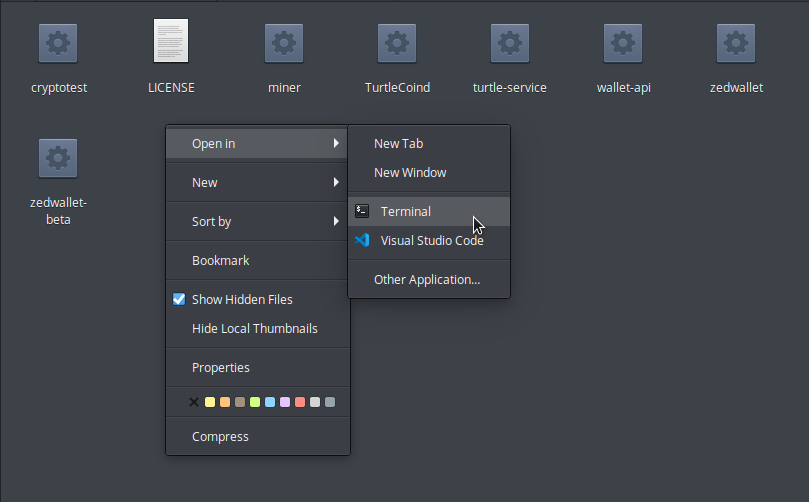 cryptotest
LICENSE
miner
TurtleCoind
turtle-service
wallet-api
zedwallet
zedwallet-
beta
Open in
New
Sort by
Bookmark
Show Hidden Files
Hide Local Thumbnails
Properties
Compress
New Tab
New Window
Terminal
Visual Studio Code
Other Application...